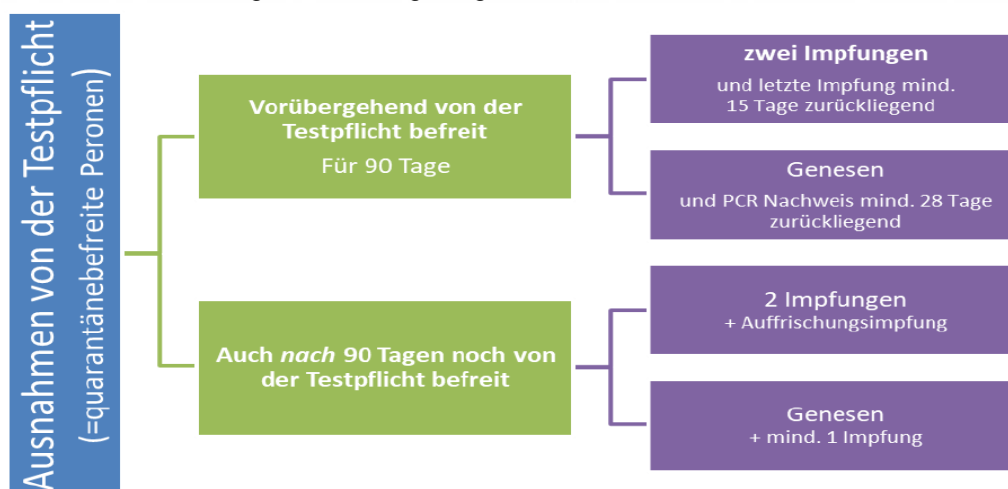 Ausnahmen von der Testpflicht
(=quarantänebefreite Peronen)
Vorübergehend von der
Testpflicht befreit
Für 90 Tage
zwei Impfungen
und letzte Impfung mind.
15 Tage zurückliegend
Genesen
und PCR Nachweis mind. 28 Tage
zurückliegend
Auch nach 90 Tagen noch von
der Testpflicht befreit
2 Impfungen
+ Auffrischungsimpfung
Genesen
+ mind. 1 Impfung